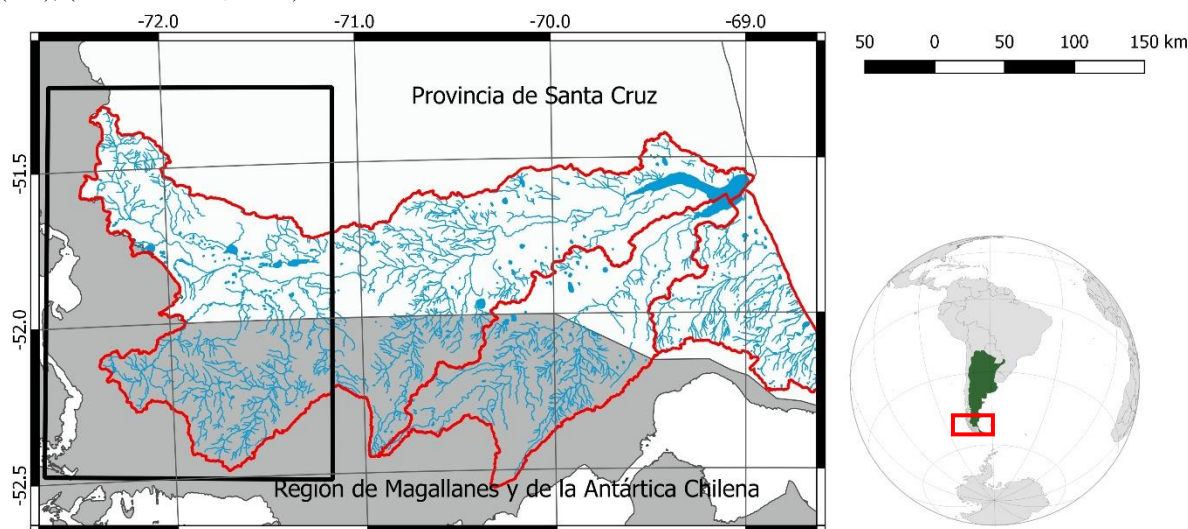 -72.0 -71.0 -70.0 -69.0
50 0 50 100 150 km
Provincia de Santa Cruz
-51.5
-52.0
-52.5
Región de Magallanes y de la Antártica Chilena